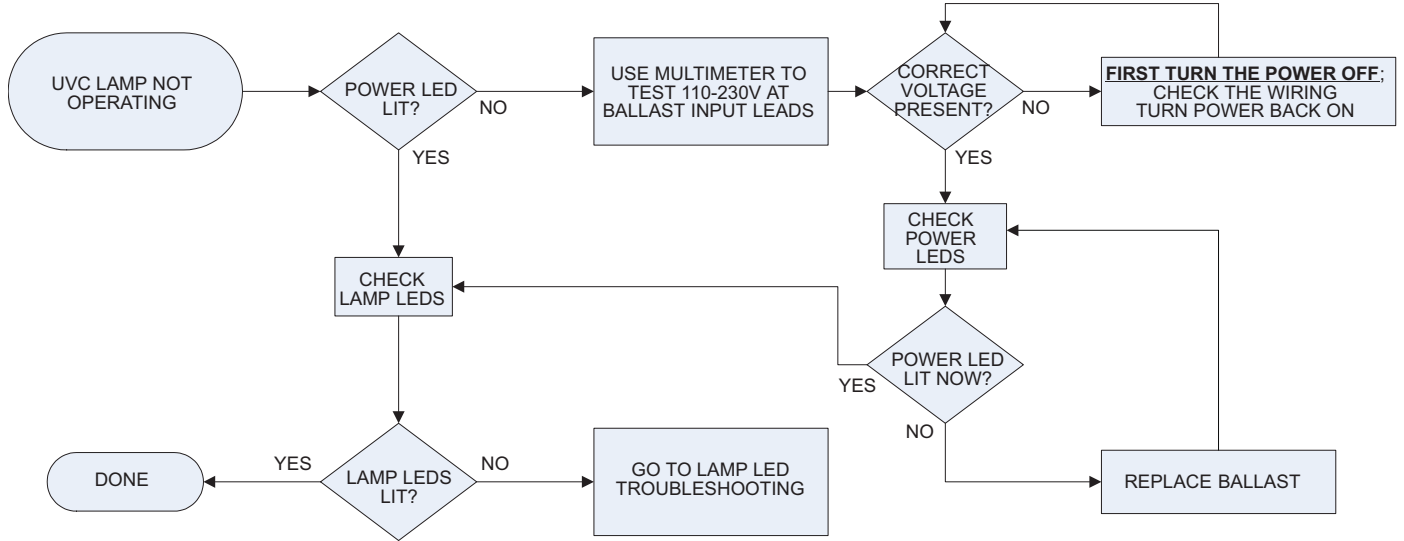 UVC LAMP NOT
OPERATING
POWER LED
LIT?
NO
YES
USE MULTIMETER TO
TEST 110-230V AT
BALLAST INPUT LEADS
CORRECT
VOLTAGE
PRESENT?
NO
YES
FIRST TURN THE POWER OFF;
CHECK THE WIRING
TURN POWER BACK ON
CHECK
POWER
LEDS
CHECK
LAMP LEDS
POWER LED
LIT NOW?
YES
NO
REPLACE BALLAST
LAMP LEDS
LIT?
YES
NO
DONE
GO TO LAMP LED
TROUBLESHOOTING